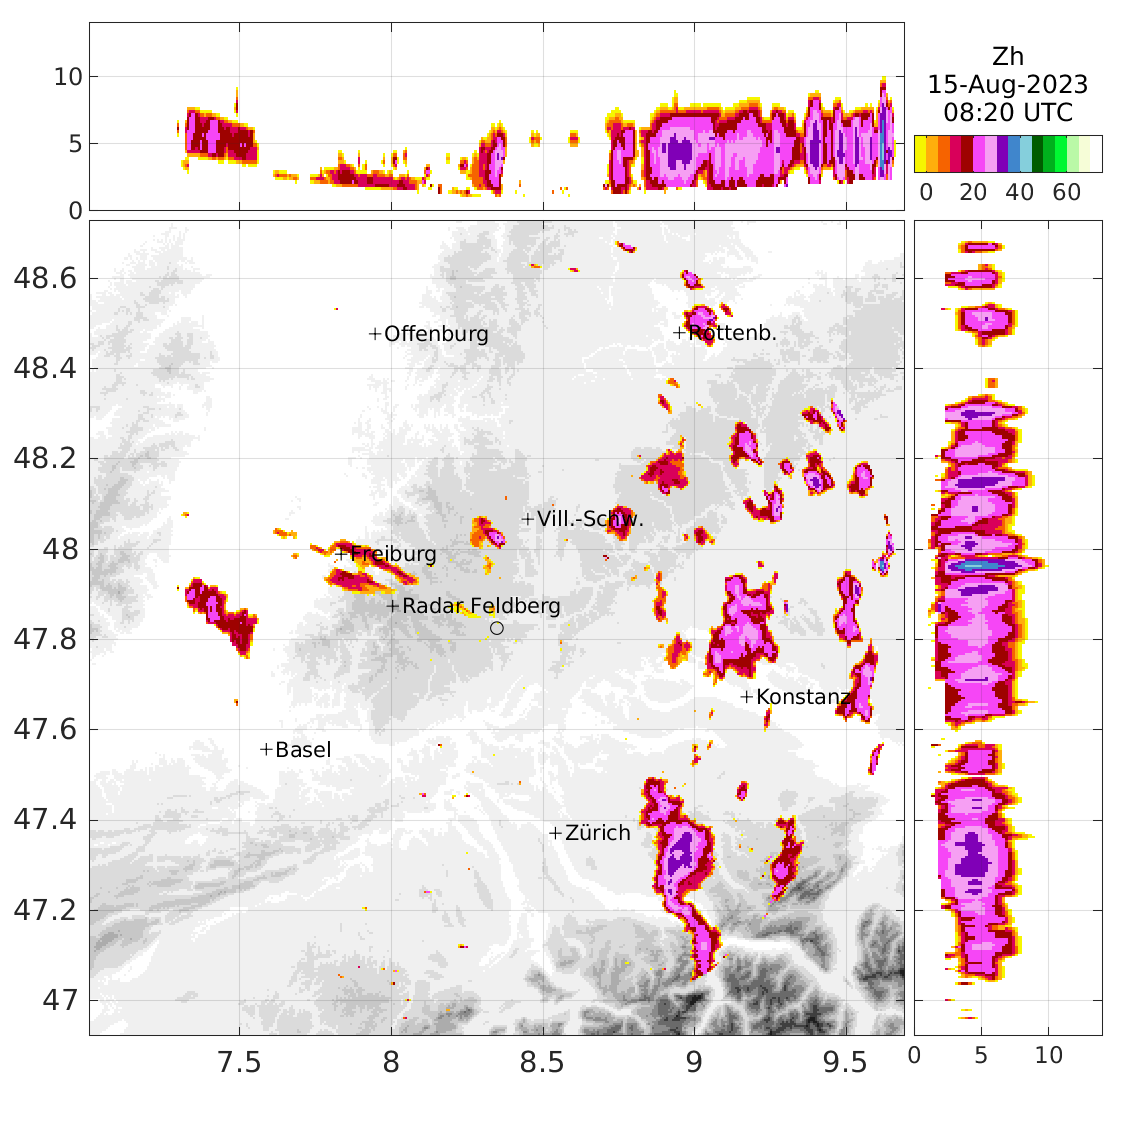 10
5
0
Zh
15-Aug-2023
08:20 UTC
0 20 40 60
48.6
48.4
48.2
48
47.8
47.6
47.4
47.2
47
+Offenburg
+Rottenb.
+Vill.-Schw.
+Freiburg
+Radar Feldberg
+Konstanz
+Basel
+Zürich
7.5 8 8.5 9 9.5
0 5 10